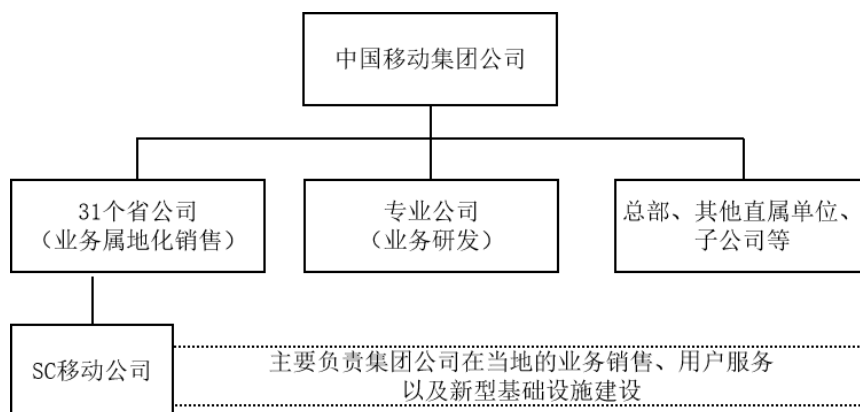 中国移动集团公司
31个省公司
（业务属地化销售）
专业公司
（业务研发）
总部、其他直属单位、
子公司等
SC移动公司
主要负责集团公司在当地的业务销售、用户服务
以及新型基础设施建设